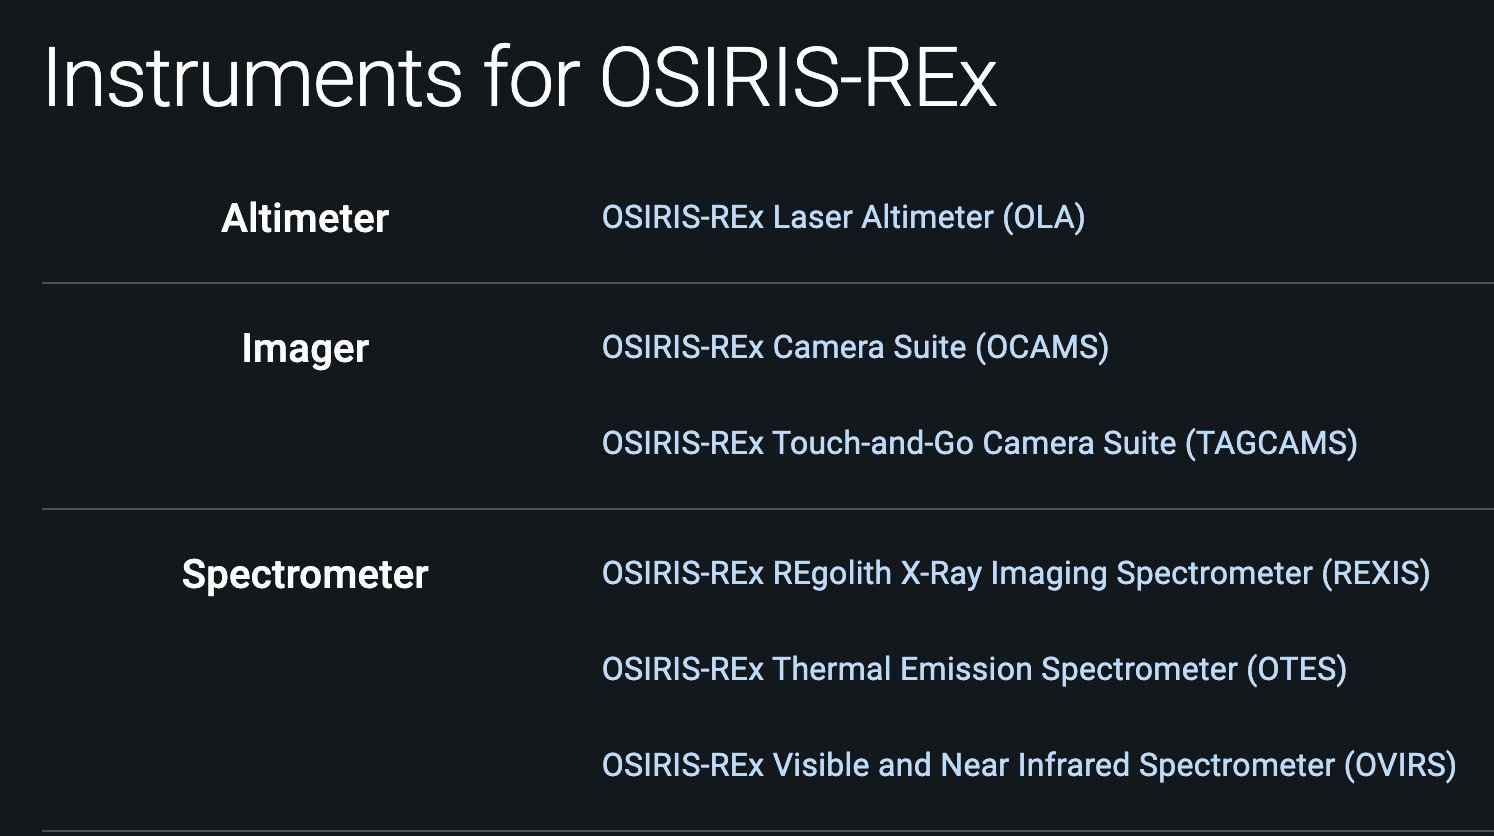 Instruments for OSIRIS-REx
Altimeter
OSIRIS-REx Laser Altimeter (OLA)
Imager
OSIRIS-REx Camera Suite (OCAMS)
OSIRIS-REx Touch-and-Go Camera Suite (TAGCAMS)
Spectrometer
OSIRIS-REx REgolith X-Ray Imaging Spectrometer (REXIS)
OSIRIS-REx Thermal Emission Spectrometer (OTES)
OSIRIS-REx Visible and Near Infrared Spectrometer (OVIRS)